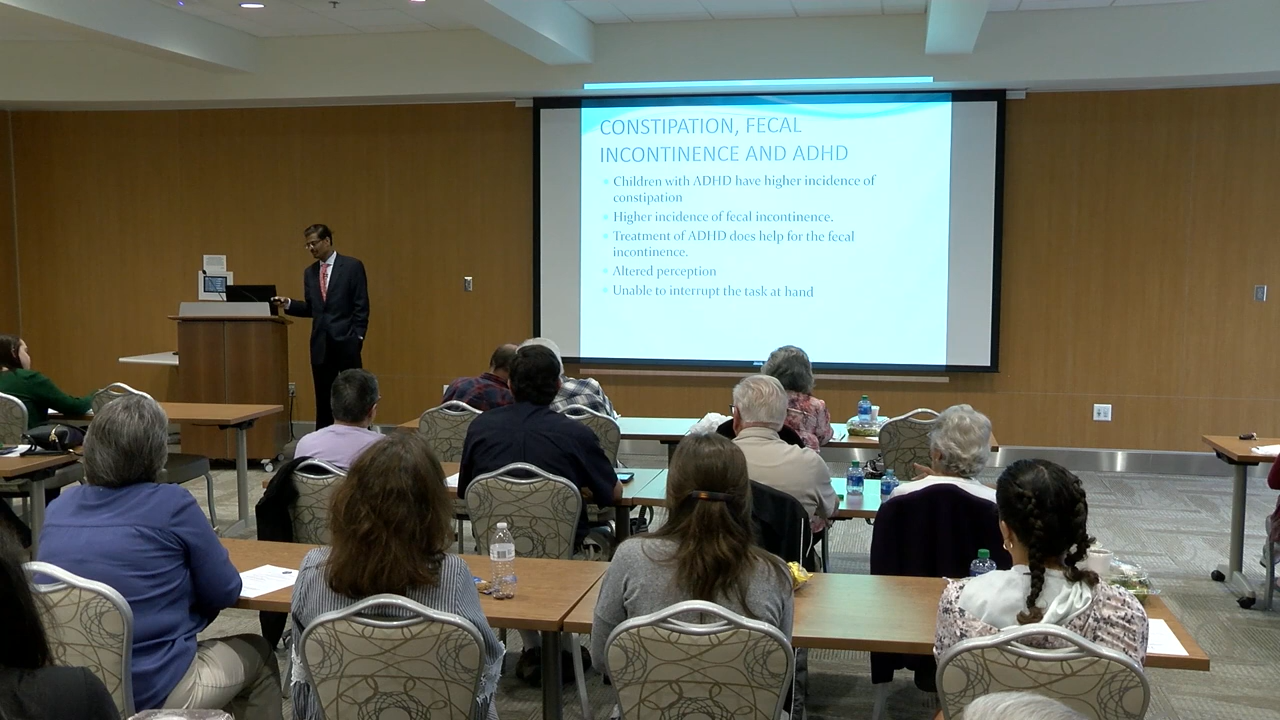 CONSTIPATION, FECAL
INCONTINENCE AND ADHD
Children with ADHD have higher incidence of
constipation
Higher incidence of fecal incontinence.
Treatment of ADHD does help for the fecal
incontinence.
Altered perception
Unable to interrupt the task at hand